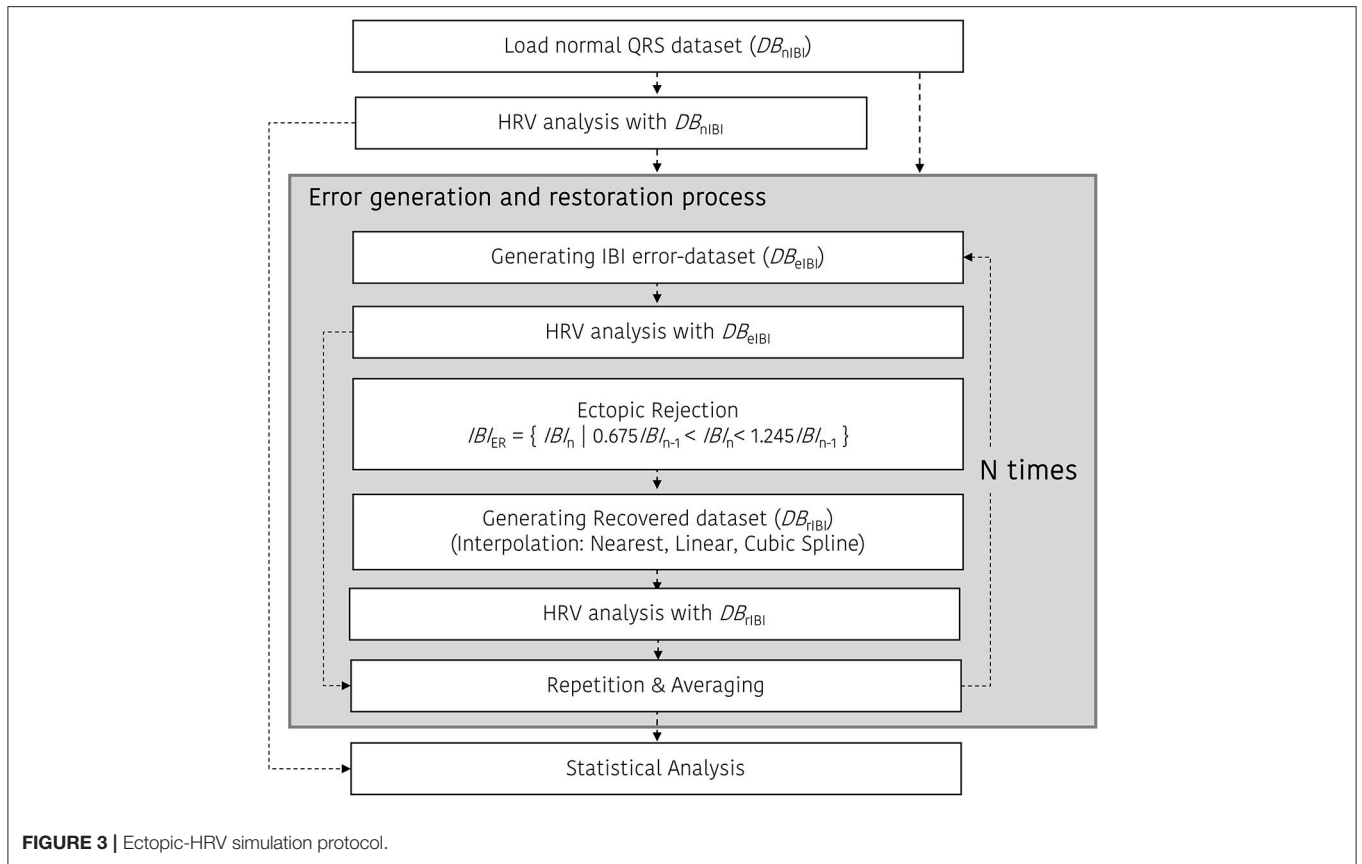 Load normal QRS dataset (DBnIBI)
HRV analysis with DBnIBI
Error generation and restoration process
Generating IBI error-dataset (DBeIBI)
HRV analysis with DBeIBI
Ectopic Rejection
IBIER = { IBIn | 0.675IBIn-1 < IBIn < 1.245IBIn-1 }
N times
Generating Recovered dataset (DBrIBI)
(Interpolation: Nearest, Linear, Cubic Spline)
HRV analysis with DBrIBI
Repetition & Averaging
Statistical Analysis
FIGURE 3 | Ectopic-HRV simulation protocol.